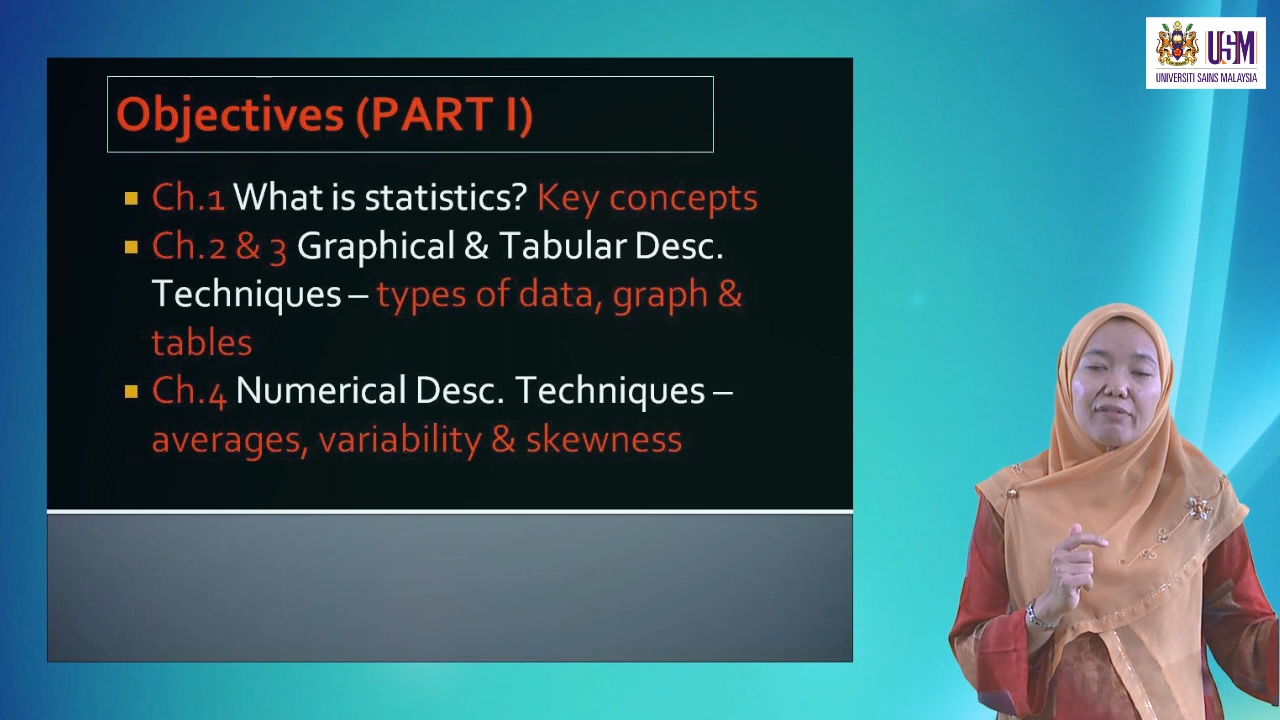 USM
UNIVERSITI SAINS MALAYSIA
Objectives (PART I)
Ch.1 What is statistics? Key concepts
Ch.2 & 3 Graphical & Tabular Desc.
Techniques – types of data, graph &
tables
Ch.4 Numerical Desc. Techniques –
averages, variability & skewness